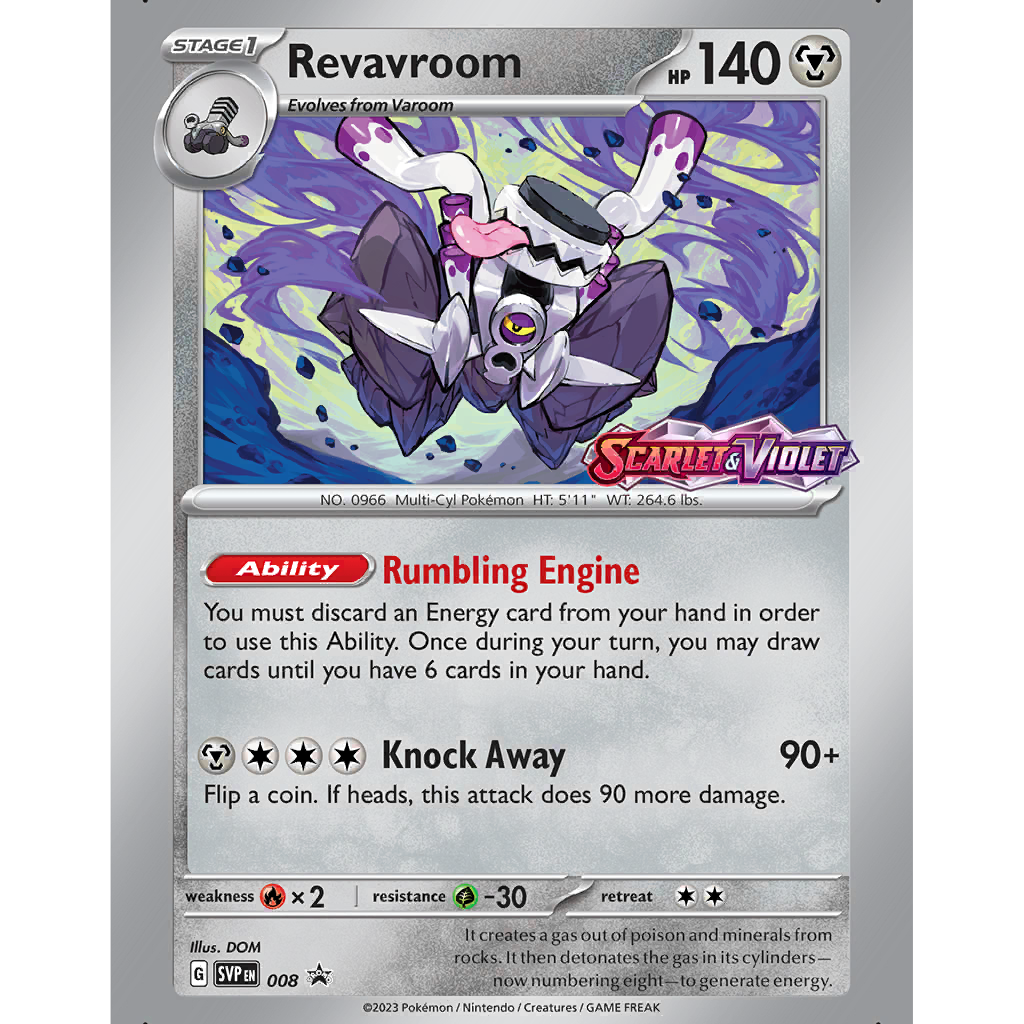 STAGE1
Revavroom
HP 140
Evolves from Varoom
SCARLET & VIOLET
NO. 0966 Multi-Cyl Pokémon HT: 5'11" WT: 264.6 lbs.
Ability Rumbling Engine
You must discard an Energy card from your hand in order
to use this Ability. Once during your turn, you may draw
cards until you have 6 cards in your hand.
Knock Away 90+
Flip a coin. If heads, this attack does 90 more damage.
weakness ×2 resistance -30 retreat
Illus. DOM
G SVP EN 008
It creates a gas out of poison and minerals from
rocks. It then detonates the gas in its cylinders—
now numbering eight—to generate energy.
©2023 Pokémon / Nintendo / Creatures / GAME FREAK